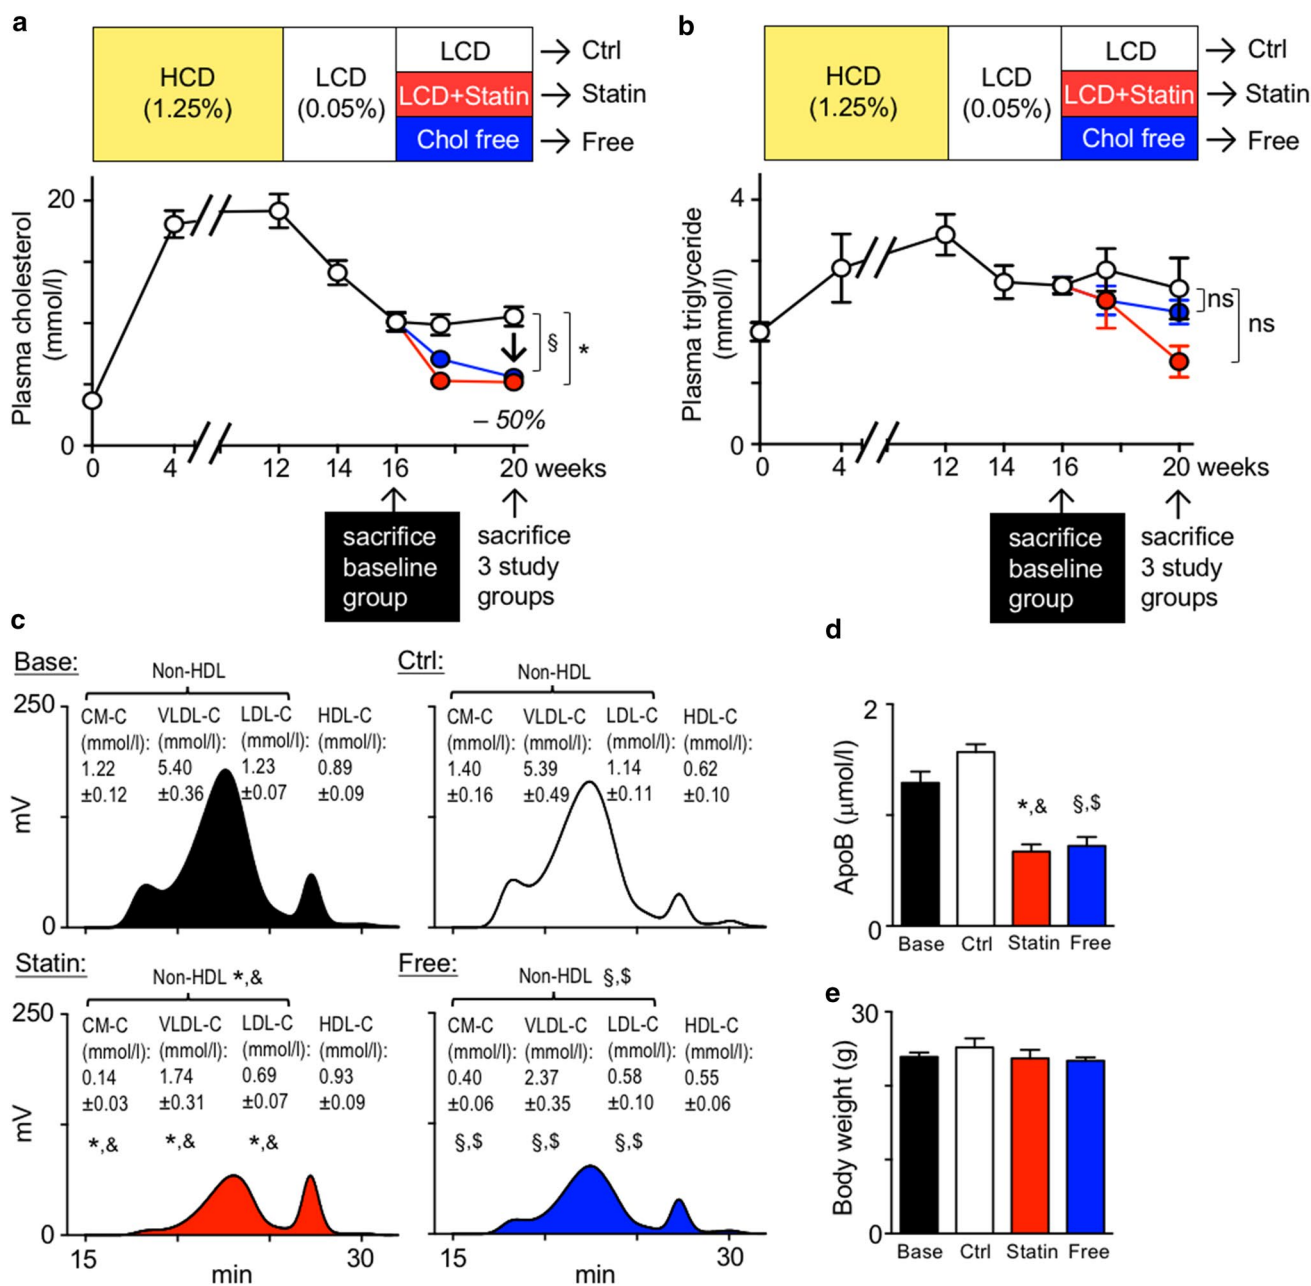 a
HCD
(1.25%)
LCD
(0.05%)
LCD
LCD+Statin
Chol free
Ctrl
Statin
Free
Plasma cholesterol
(mmol/l)
20
0
§
*
– 50%
0 4 12 14 16 20 weeks
sacrifice
baseline
group
sacrifice
3 study
groups
b
HCD
(1.25%)
LCD
(0.05%)
LCD
LCD+Statin
Chol free
Ctrl
Statin
Free
Plasma triglyceride
(mmol/l)
4
0
ns
ns
0 4 12 14 16 20 weeks
sacrifice
baseline
group
sacrifice
3 study
groups
c
Base:
Non-HDL
250
CM-C VLDL-C LDL-C HDL-C
(mmol/l): (mmol/l): (mmol/l): (mmol/l):
1.22 5.40 1.23 0.89
±0.12 ±0.36 ±0.07 ±0.09
mV
0
Ctrl:
Non-HDL
CM-C VLDL-C LDL-C HDL-C
(mmol/l): (mmol/l): (mmol/l): (mmol/l):
1.40 5.39 1.14 0.62
±0.16 ±0.49 ±0.11 ±0.10
Statin:
Non-HDL *,&
250
CM-C VLDL-C LDL-C HDL-C
(mmol/l): (mmol/l): (mmol/l): (mmol/l):
0.14 1.74 0.69 0.93
±0.03 ±0.31 ±0.07 ±0.09
*,& *,& *,&
mV
0
15 30
min
Free:
Non-HDL §,$
CM-C VLDL-C LDL-C HDL-C
(mmol/l): (mmol/l): (mmol/l): (mmol/l):
0.40 2.37 0.58 0.55
±0.06 ±0.35 ±0.10 ±0.06
§,$ §,$ §,$
15 30
min
d
ApoB (μmol/l)
2
0
*,& §,$
Base Ctrl Statin Free
e
Body weight (g)
30
0
Base Ctrl Statin Free